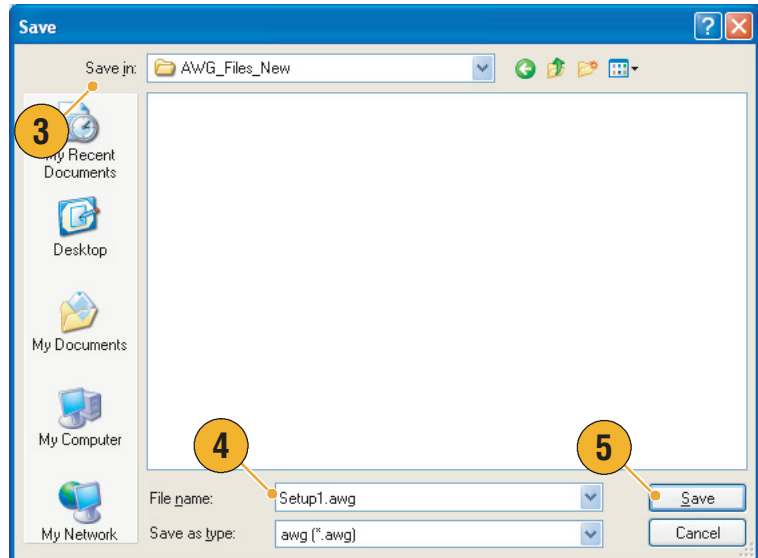 Save
Save in:
AWG_Files_New
3
My Recent
Documents
Desktop
My Documents
My Computer
My Network
4
5
File name:
Setup1.awg
Save
Save as type:
awg (*.awg)
Cancel